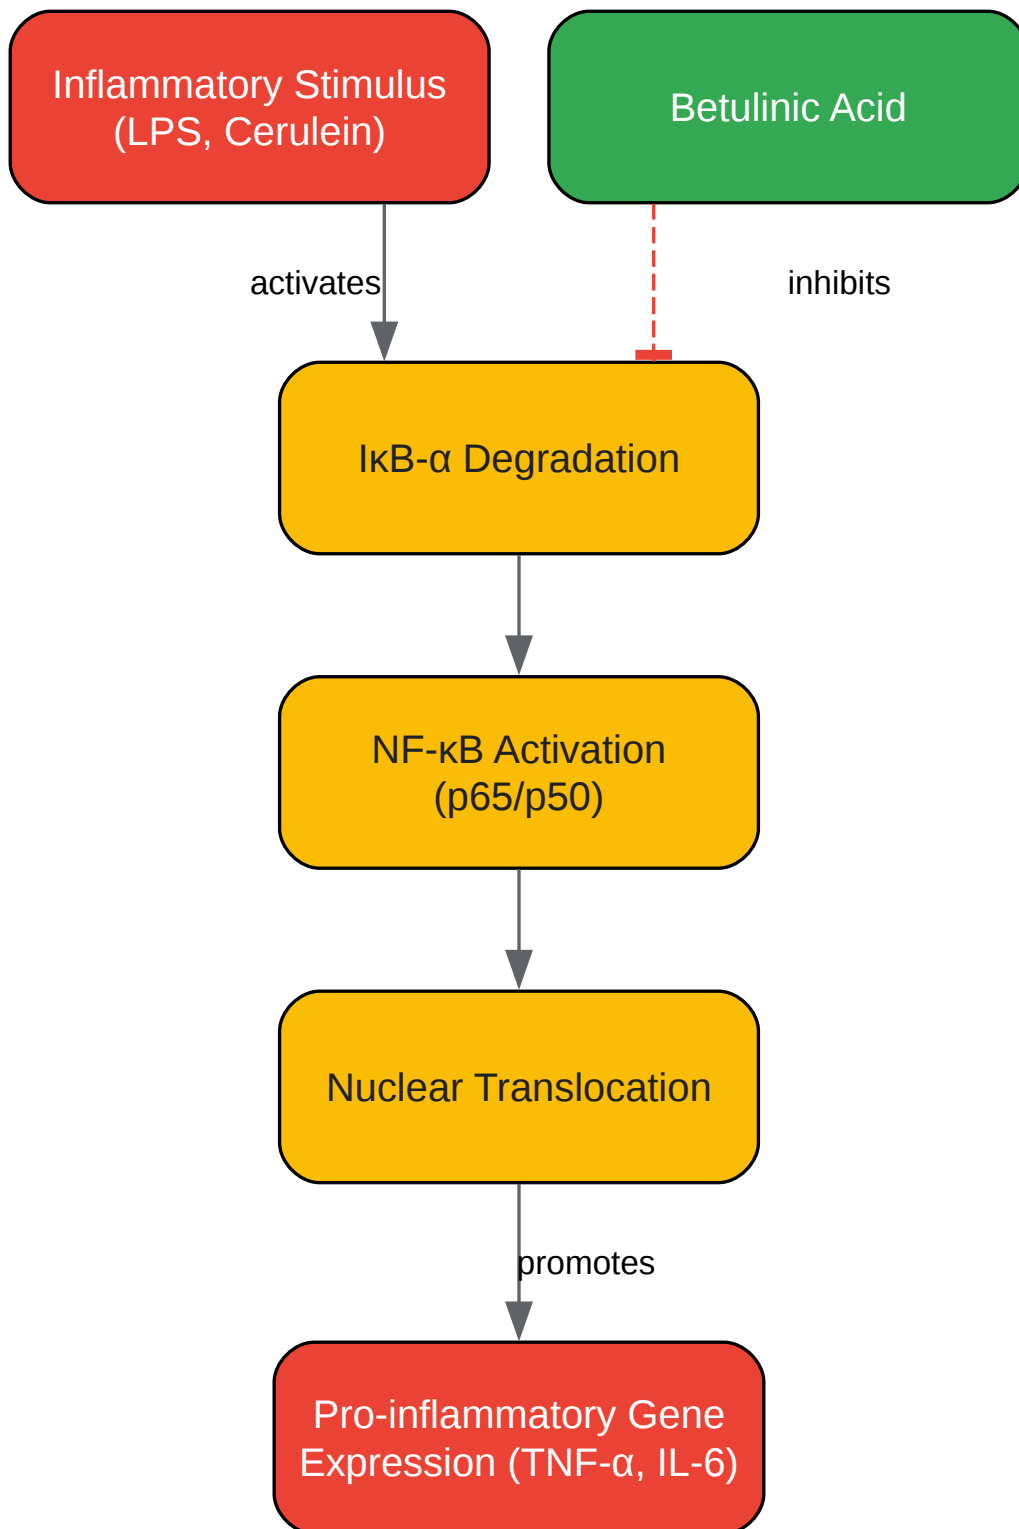 Inflammatory Stimulus
(LPS, Cerulein)
Betulinic Acid
activates
inhibits
IκB-α Degradation
NF-κB Activation
(p65/p50)
Nuclear Translocation
promotes
Pro-inflammatory Gene
Expression (TNF-α, IL-6)